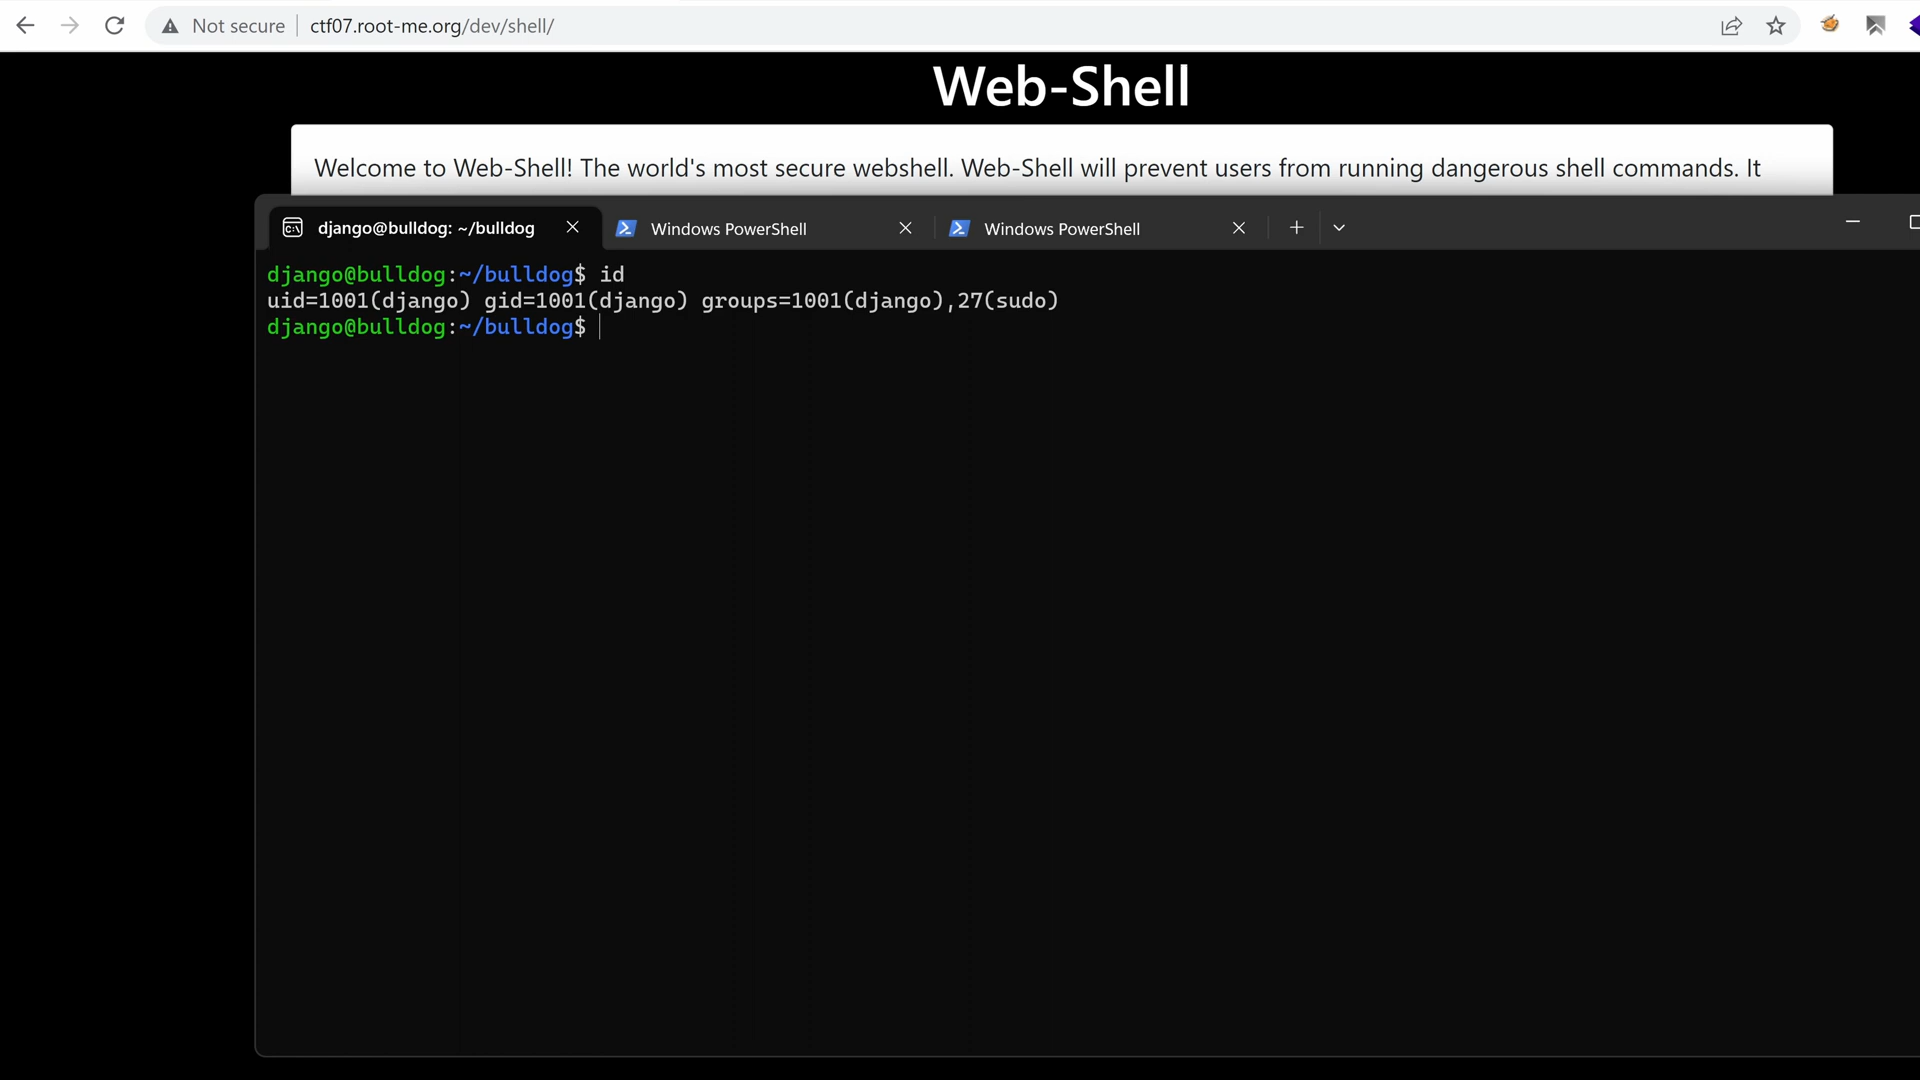 Not secure ctf07.root-me.org/dev/shell/
Web-Shell
Welcome to Web-Shell! The world's most secure webshell. Web-Shell will prevent users from running dangerous shell commands. It
django@bulldog: ~/bulldog Windows PowerShell Windows PowerShell
django@bulldog:~/bulldog$ id
uid=1001(django) gid=1001(django) groups=1001(django),27(sudo)
django@bulldog:~/bulldog$